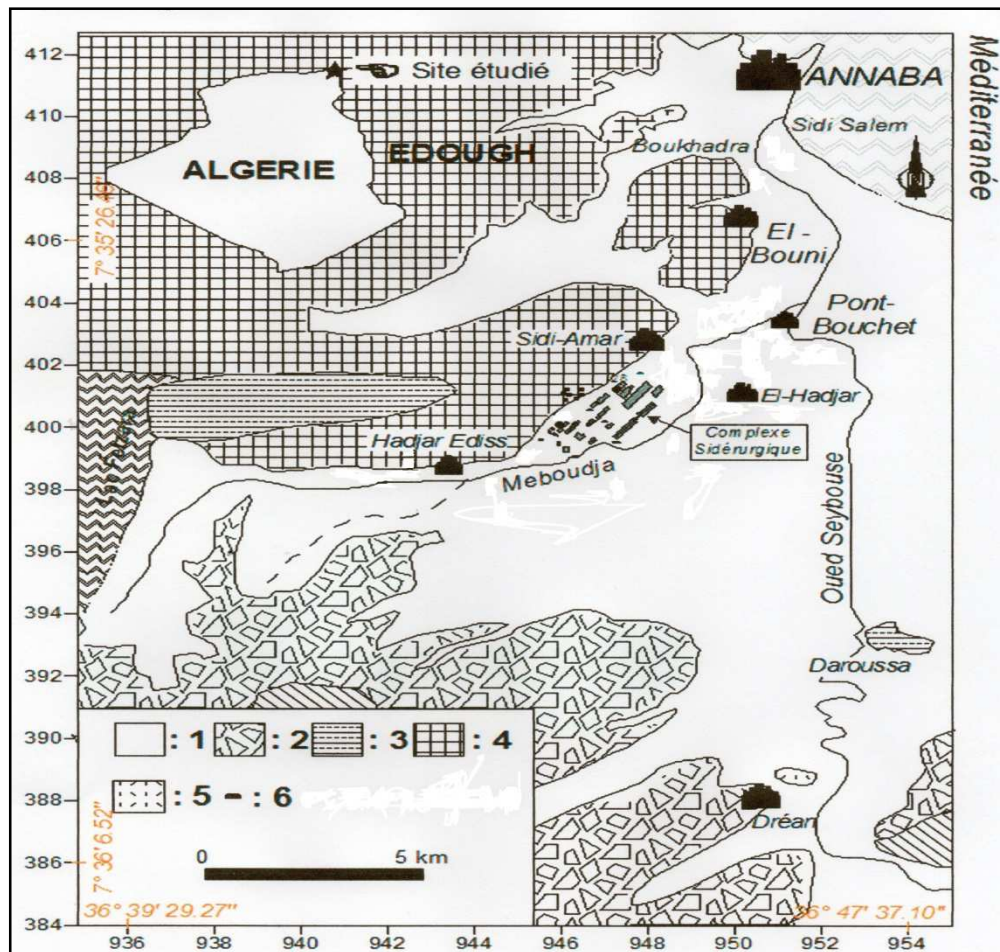 412
410
408
406
404
402
400
398
396
394
392
390
388
386
384
936
938
940
942
944
946
948
950
952
954
Méditerranée
Site étudié
ANNABA
Sidi Salem
Boukhadra
EDOUGH
ALGERIE
N
7° 35' 26.49"
El -
Bouni
Pont-
Bouchet
Sidi-Amar
El-Hadjar
Complexe
Sidérurgique
Hadjar Ediss
Meboudja
Oued Seybouse
Daroussa
Dréan
: 1
: 2
: 3
: 4
: 5
: 6
0
5 km
7° 36' 6.52"
36° 39' 29.27"
36° 47' 37.10"